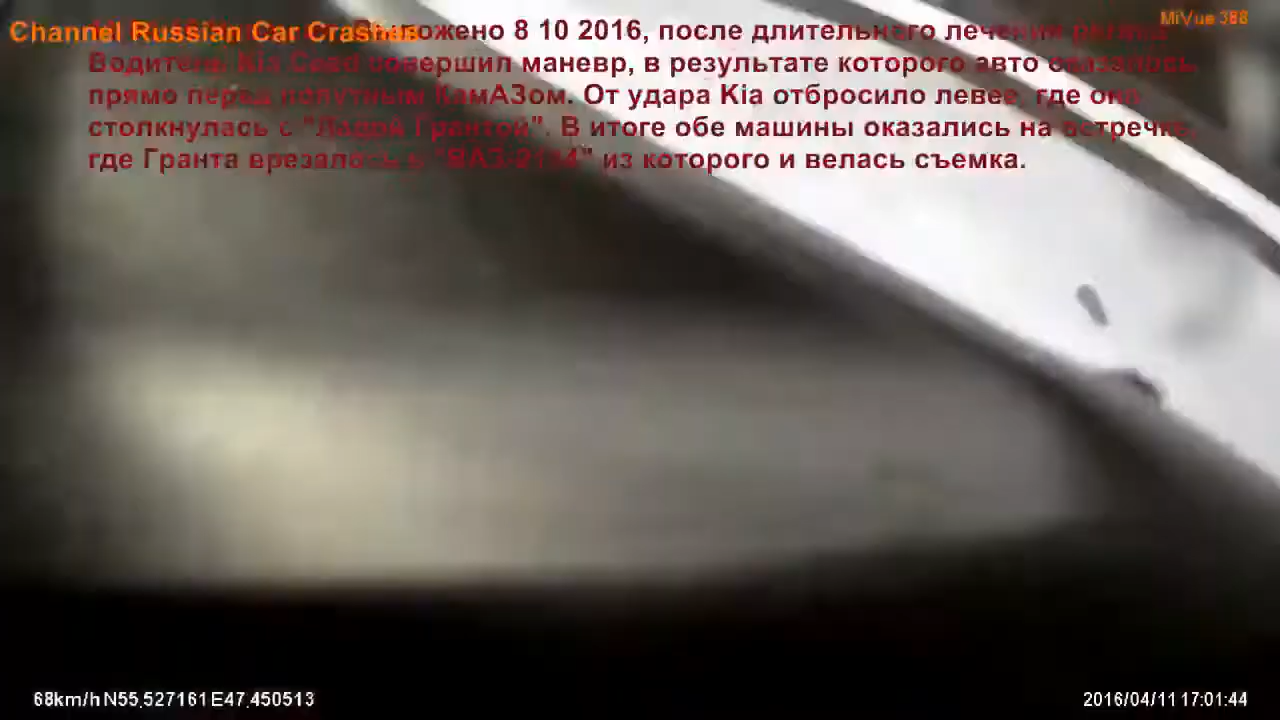 MiVue 388
Channel Russian Car Crashes
8 10 2016, после длительного лечения
Водитель Kia Ceed совершил маневр, в результате которого авто оказалось
прямо перед попутным КамАЗом. От удара Kia отбросило левее, где она
столкнулась с "Ладой Грантой". В итоге обе машины оказались на встречке,
где Гранта врезалась в "ВАЗ-2114" из которого и велась съемка.
68km/h N55.527161 E47.450513
2016/04/11 17:01:44